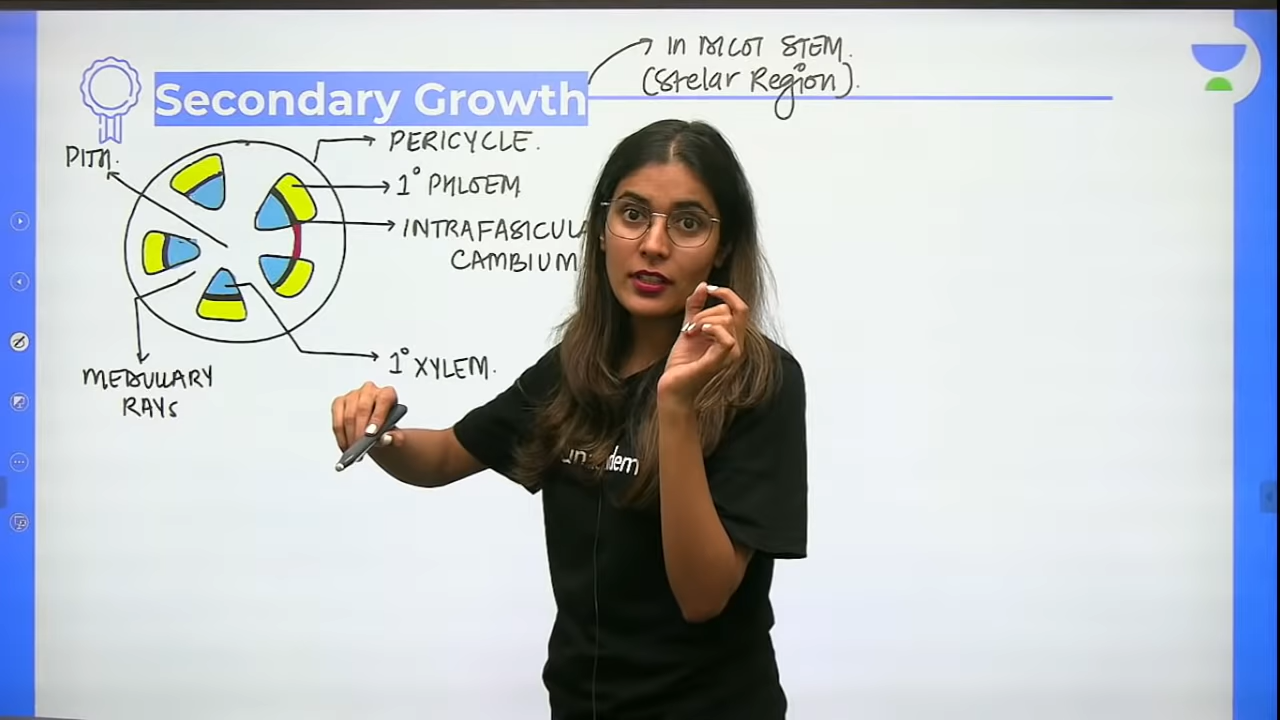 In DICOT STEM.
(Stelar Region).
Secondary Growth
PITH.
PERICYCLE.
1° PHLOEM
INTRAFASICULA
CAMBIUM
1° XYLEM.
MEDULLARY
RAYS